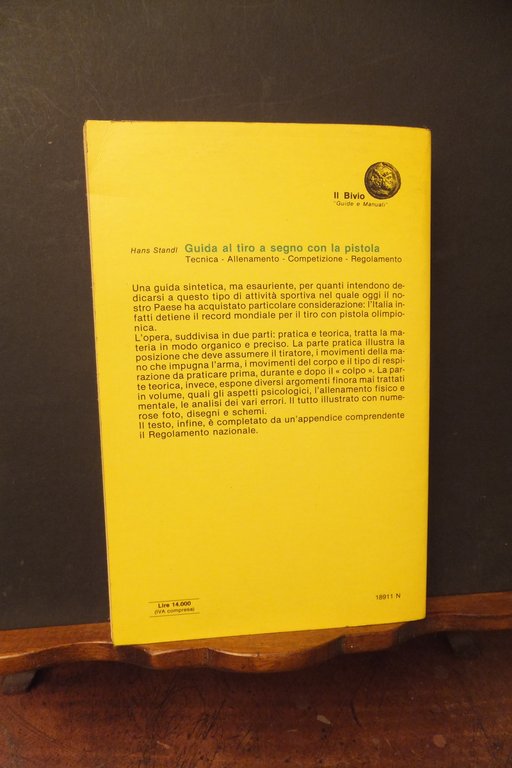 Il Bivio
"Guide e Manuali"
Hans Standl Guida al tiro a segno con la pistola
Tecnica - Allenamento - Competizione - Regolamento
Una guida sintetica, ma esauriente, per quanti intendono de-
dicarsi a questo tipo di attività sportiva nel quale oggi il no-
stro Paese ha acquistato particolare considerazione: l'Italia in-
fatti detiene il record mondiale per il tiro con pistola olimpio-
nica.
L'opera, suddivisa in due parti: pratica e teorica, tratta la ma-
teria in modo organico e preciso. La parte pratica illustra la
posizione che deve assumere il tiratore, i movimenti della ma-
no che impugna l'arma, i movimenti del corpo e il tipo di respi-
razione da praticare prima, durante e dopo il « colpo ». La par-
te teorica, invece, espone diversi argomenti finora mai trattati
in volume, quali gli aspetti psicologici, l'allenamento fisico e
mentale, le analisi dei vari errori. Il tutto illustrato con nume-
rose foto, disegni e schemi.
Il testo, infine, è completato da un'appendice comprendente
il Regolamento nazionale.
Lire 14.000
(IVA compresa)
18911 N